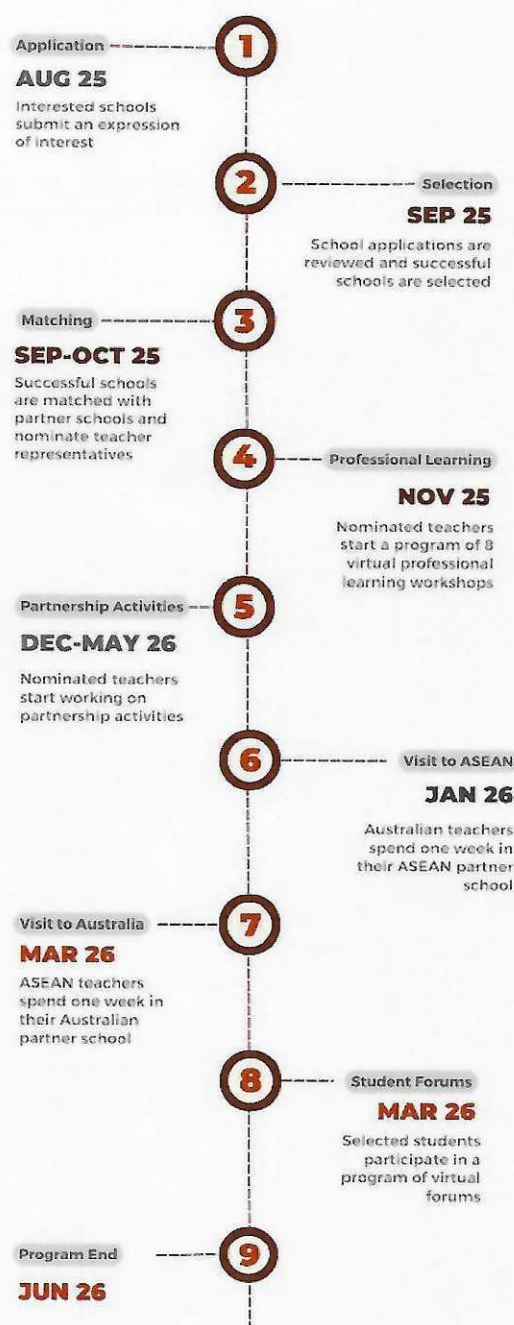 Application
1
AUG 25
Interested schools
submit an expression
of interest
2
Selection
SEP 25
School applications are
reviewed and successful
schools are selected
Matching
3
SEP-OCT 25
Successful schools
are matched with
partner schools and
nominate teacher
representatives
4
Professional Learning
NOV 25
Nominated teachers
start a program of 8
virtual professional
learning workshops
Partnership Activities
5
DEC-MAY 26
Nominated teachers
start working on
partnership activities
6
Visit to ASEAN
JAN 26
Australian teachers
spend one week in
their ASEAN partner
school
Visit to Australia
7
MAR 26
ASEAN teachers
spend one week in
their Australian
partner school
8
Student Forums
MAR 26
Selected students
participate in a
program of virtual
forums
Program End
9
JUN 26